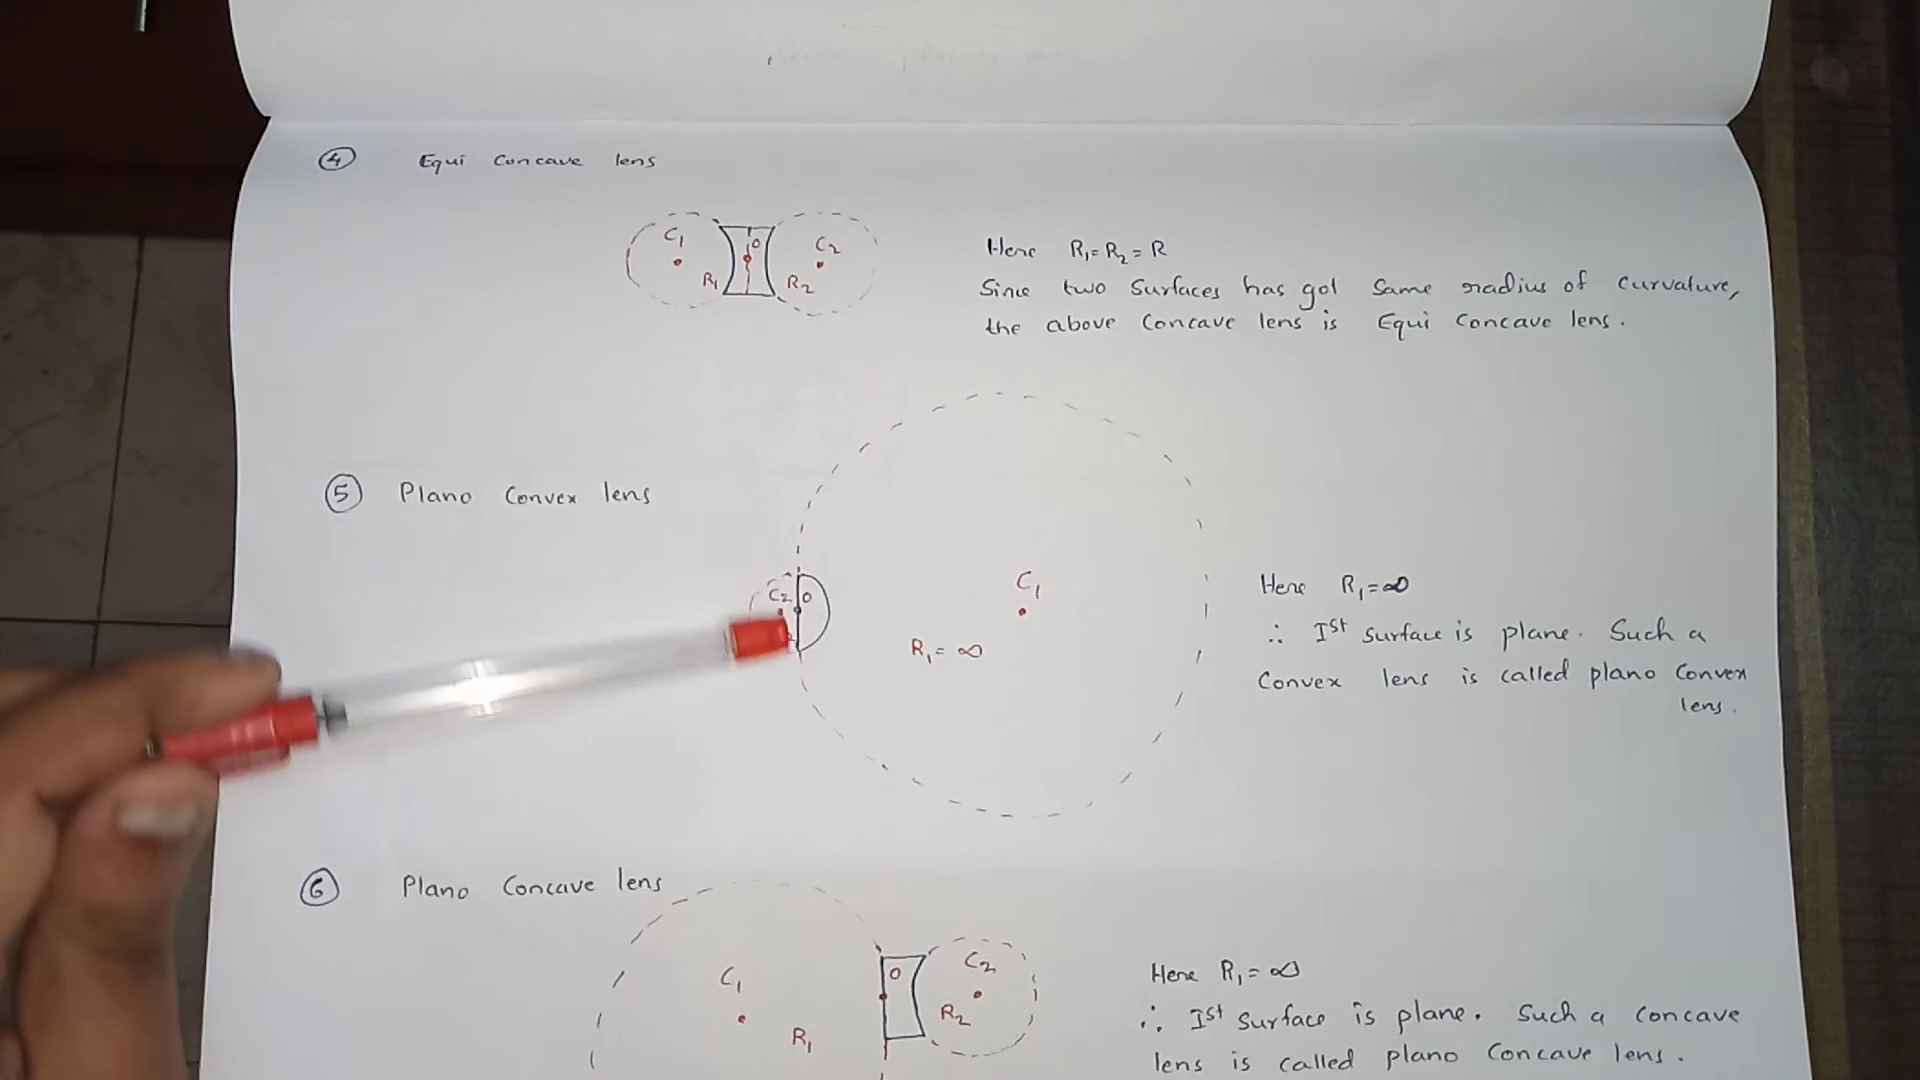 4 Equi Concave lens
C1 O C2
R1 R2
Here R1=R2=R
Since two surfaces has got same radius of curvature,
the above concave lens is Equi Concave lens.
5 Plano Convex lens
C2 O
C1
R1=∞
Here R1=∞
∴ Ist surface is plane. Such a
Convex lens is called plano Convex
lens.
6 Plano Concave lens
C1 O C2
R1 R2
Here R1=∞
∴ Ist surface is plane. Such a concave
lens is called plano Concave lens.